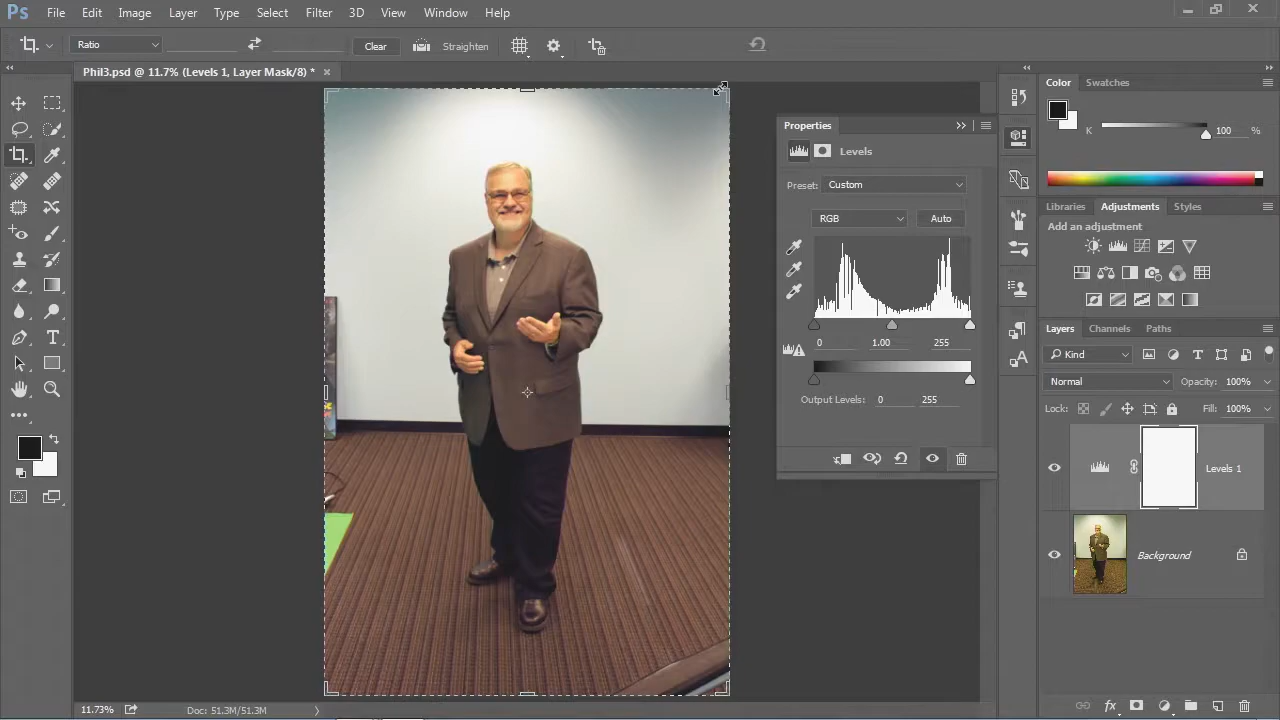 Ps File Edit Image Layer Type Select Filter 3D View Window Help
Ratio Clear Straighten
Phil3.psd @ 11.7% (Levels 1, Layer Mask/8) * ×
Properties
Levels
Preset: Custom
RGB Auto
0 1.00 255
Output Levels: 0 255
Color Swatches
K 100 %
Libraries Adjustments Styles
Add an adjustment
Layers Channels Paths
Kind
Normal Opacity: 100%
Lock: Fill: 100%
Levels 1
Background
fx
11.73% Doc: 51.3M/51.3M